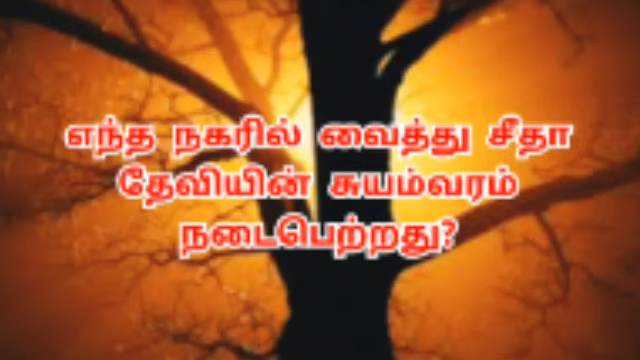 எந்த நகரில் வைத்து சீதா
தேவியின் சுயம்வரம்
நடைபெற்றது?